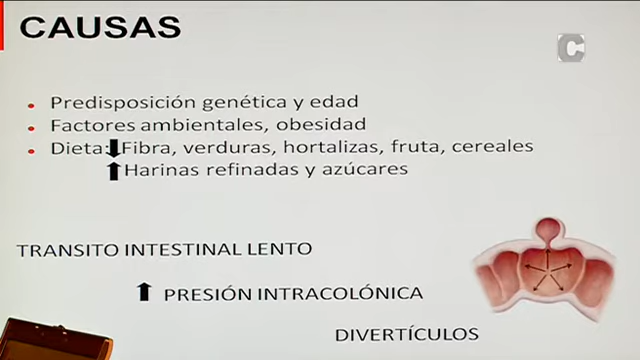 CAUSAS
C
• Predisposición genética y edad
• Factores ambientales, obesidad
• Dieta:⬇Fibra, verduras, hortalizas, fruta, cereales
⬆Harinas refinadas y azúcares
TRANSITO INTESTINAL LENTO
⬆ PRESIÓN INTRACOLÓNICA
DIVERTÍCULOS